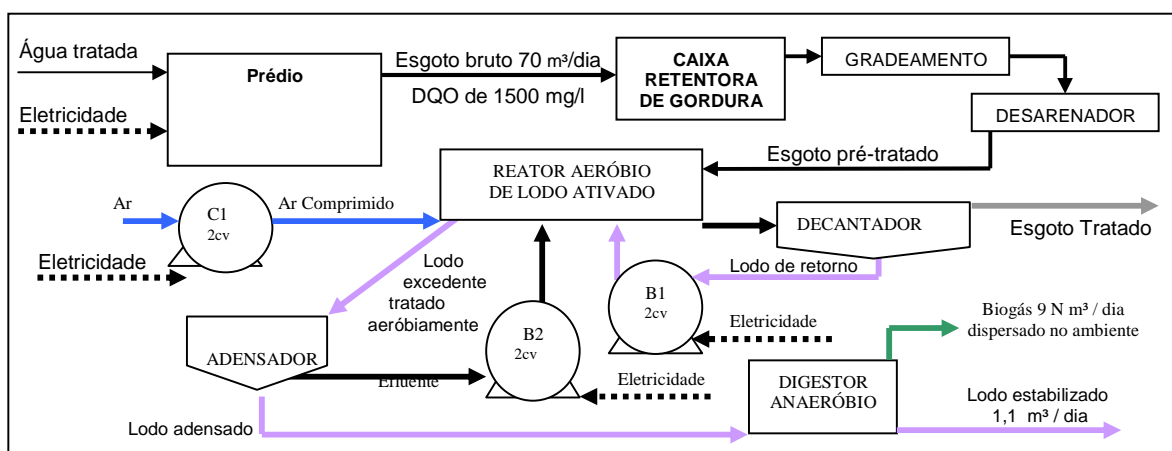 Água tratada
Eletricidade
Prédio
Esgoto bruto 70 m³/dia
DQO de 1500 mg/l
CAIXA
RETENTORA
DE GORDURA
GRADEAMENTO
DESARENADOR
Esgoto pré-tratado
REATOR AERÓBIO
DE LODO ATIVADO
Ar
C1
2cv
Ar Comprimido
Eletricidade
DECANTADOR
Esgoto Tratado
Lodo de retorno
Lodo
excedente
tratado
aeróbiamente
B1
2cv
Eletricidade
B2
2cv
Eletricidade
ADENSADOR
Efluente
Lodo adensado
DIGESTOR
ANAERÓBIO
Biogás 9 N m³ / dia
dispersado no ambiente
Lodo estabilizado
1,1 m³ / dia